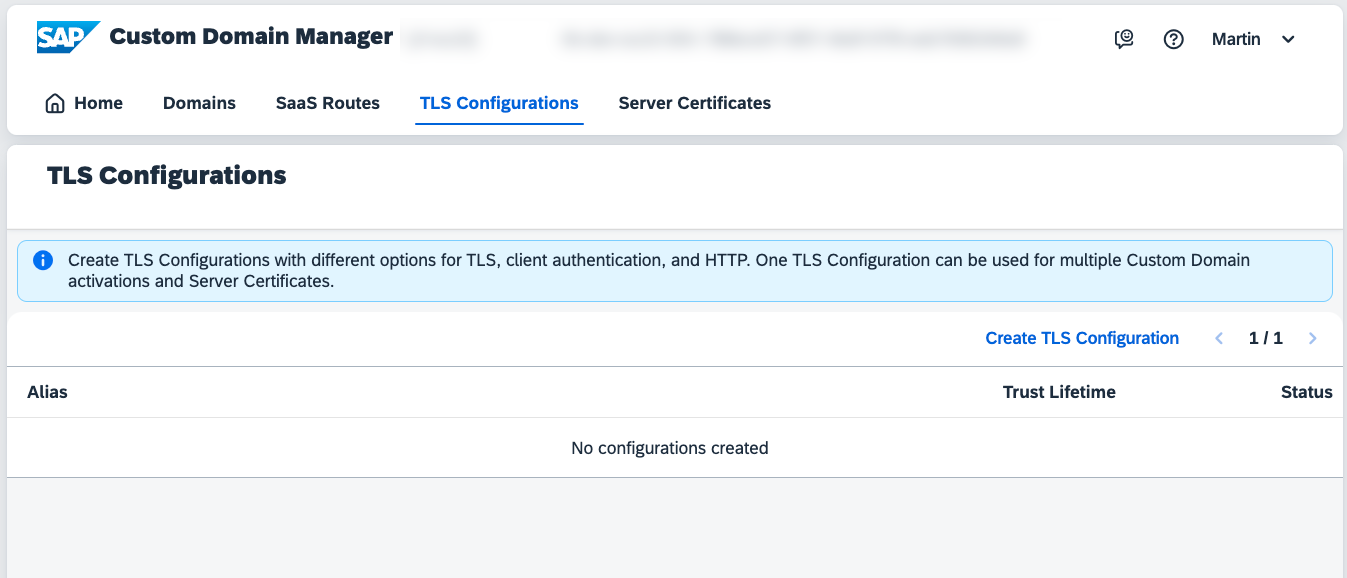 SAP Custom Domain Manager
Martin
Home Domains SaaS Routes TLS Configurations Server Certificates
TLS Configurations
Create TLS Configurations with different options for TLS, client authentication, and HTTP. One TLS Configuration can be used for multiple Custom Domain
activations and Server Certificates.
Create TLS Configuration 1 / 1
Alias Trust Lifetime Status
No configurations created